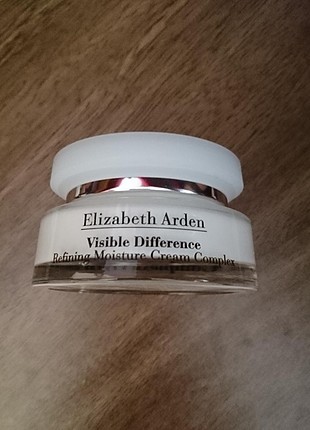 Elizabeth Arden
Visible Difference
Refining Moisture Cream Complex